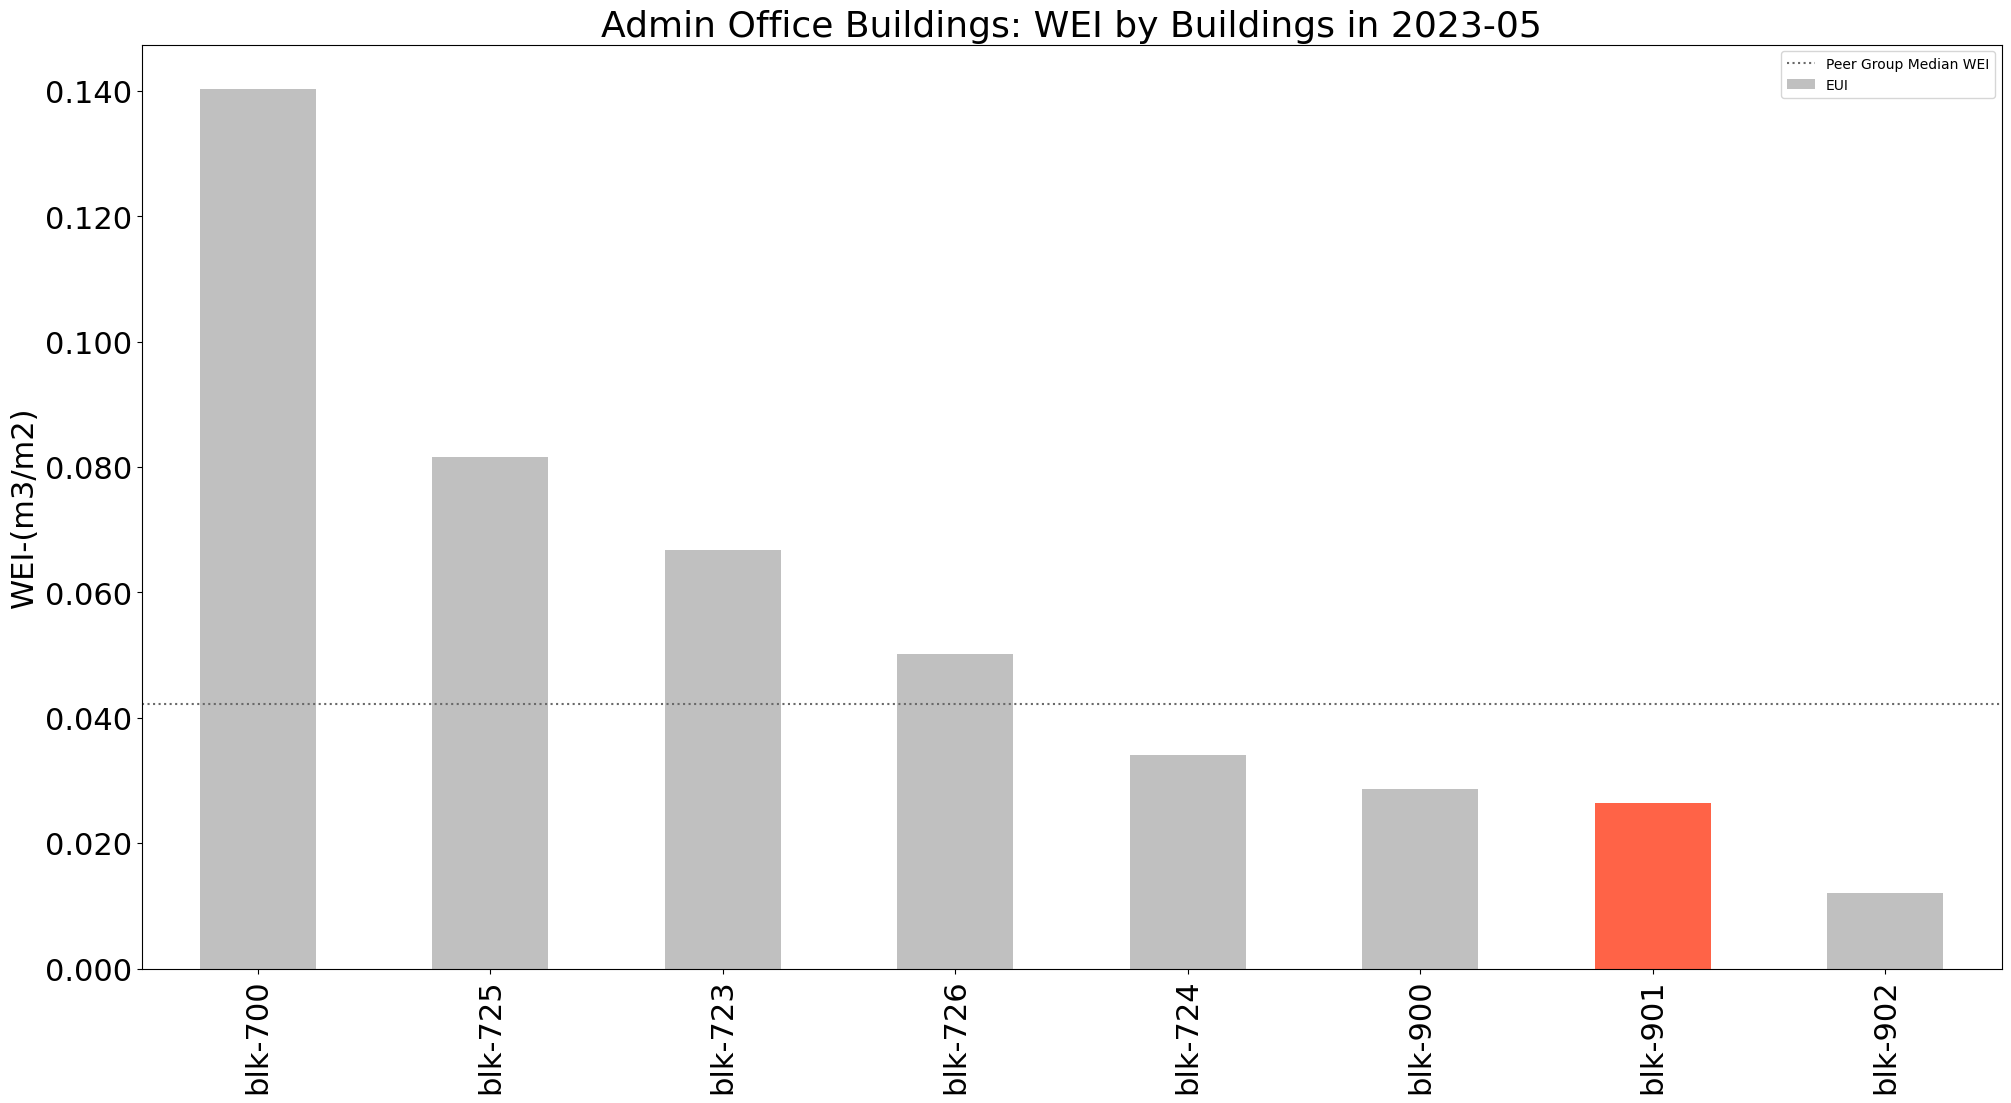 Admin Office Buildings: WEI by Buildings in 2023-05
Peer Group Median WEI
EUI
WEI-(m3/m2)
0.140
0.120
0.100
0.080
0.060
0.040
0.020
0.000
blk-700
blk-725
blk-723
blk-726
blk-724
blk-900
blk-901
blk-902